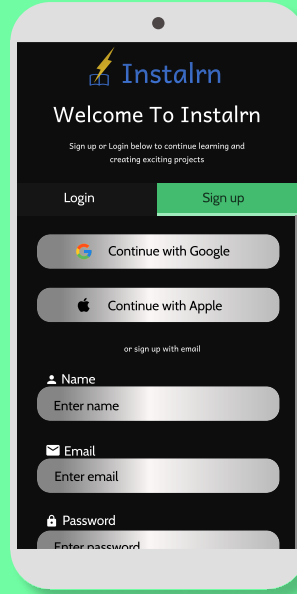 Instalrn
Welcome To Instalrn
Sign up or Login below to continue learning and
creating exciting projects
Login
Sign up
Continue with Google
Continue with Apple
or sign up with email
Name
Enter name
Email
Enter email
Password
Enter password